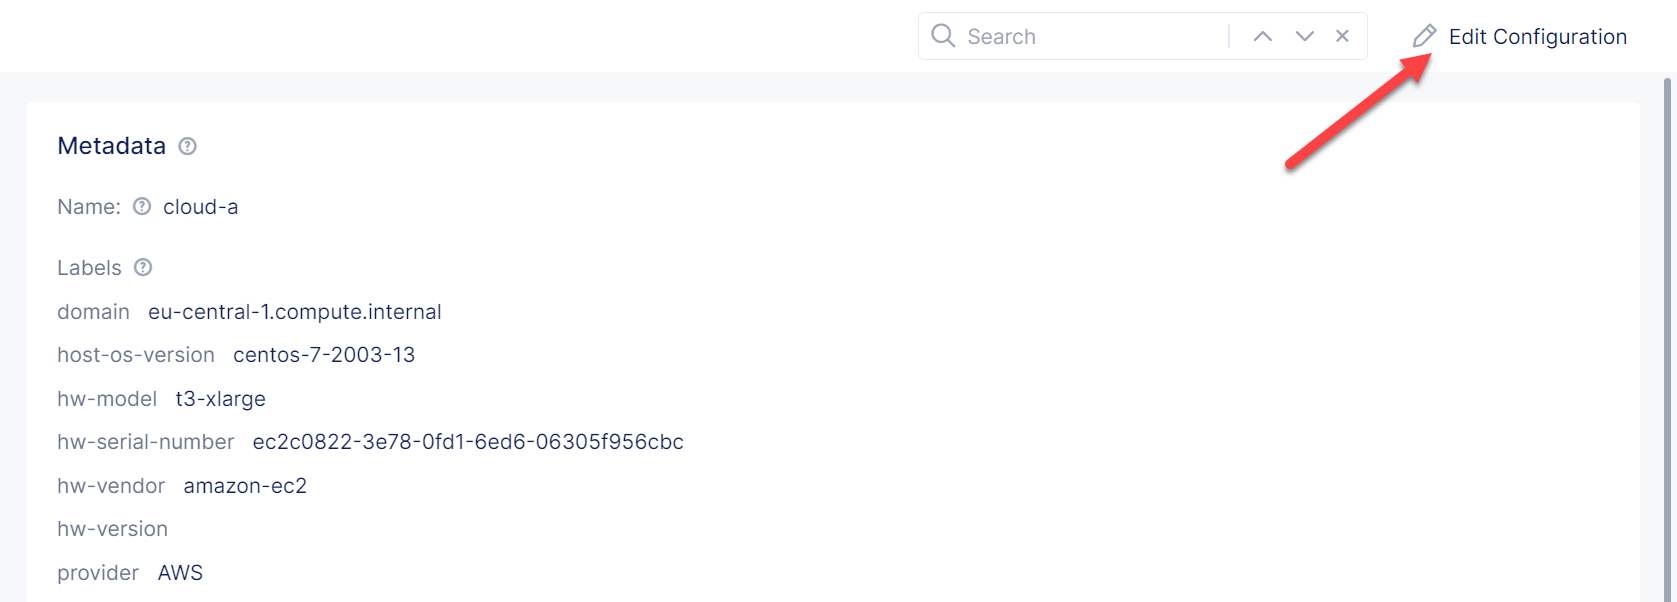 Search
Edit Configuration
Metadata
Name: cloud-a
Labels
domain eu-central-1.compute.internal
host-os-version centos-7-2003-13
hw-model t3-xlarge
hw-serial-number ec2c0822-3e78-0fd1-6ed6-06305f956cbc
hw-vendor amazon-ec2
hw-version
provider AWS